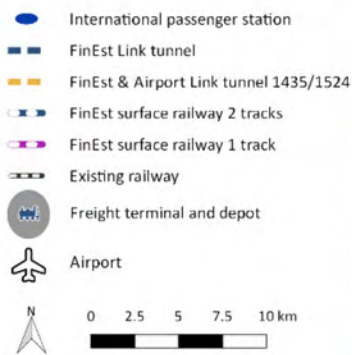 International passenger station
FinEst Link tunnel
FinEst & Airport Link tunnel 1435/1524
FinEst surface railway 2 tracks
FinEst surface railway 1 track
Existing railway
Freight terminal and depot
Airport
N
0 2.5 5 7.5 10 km